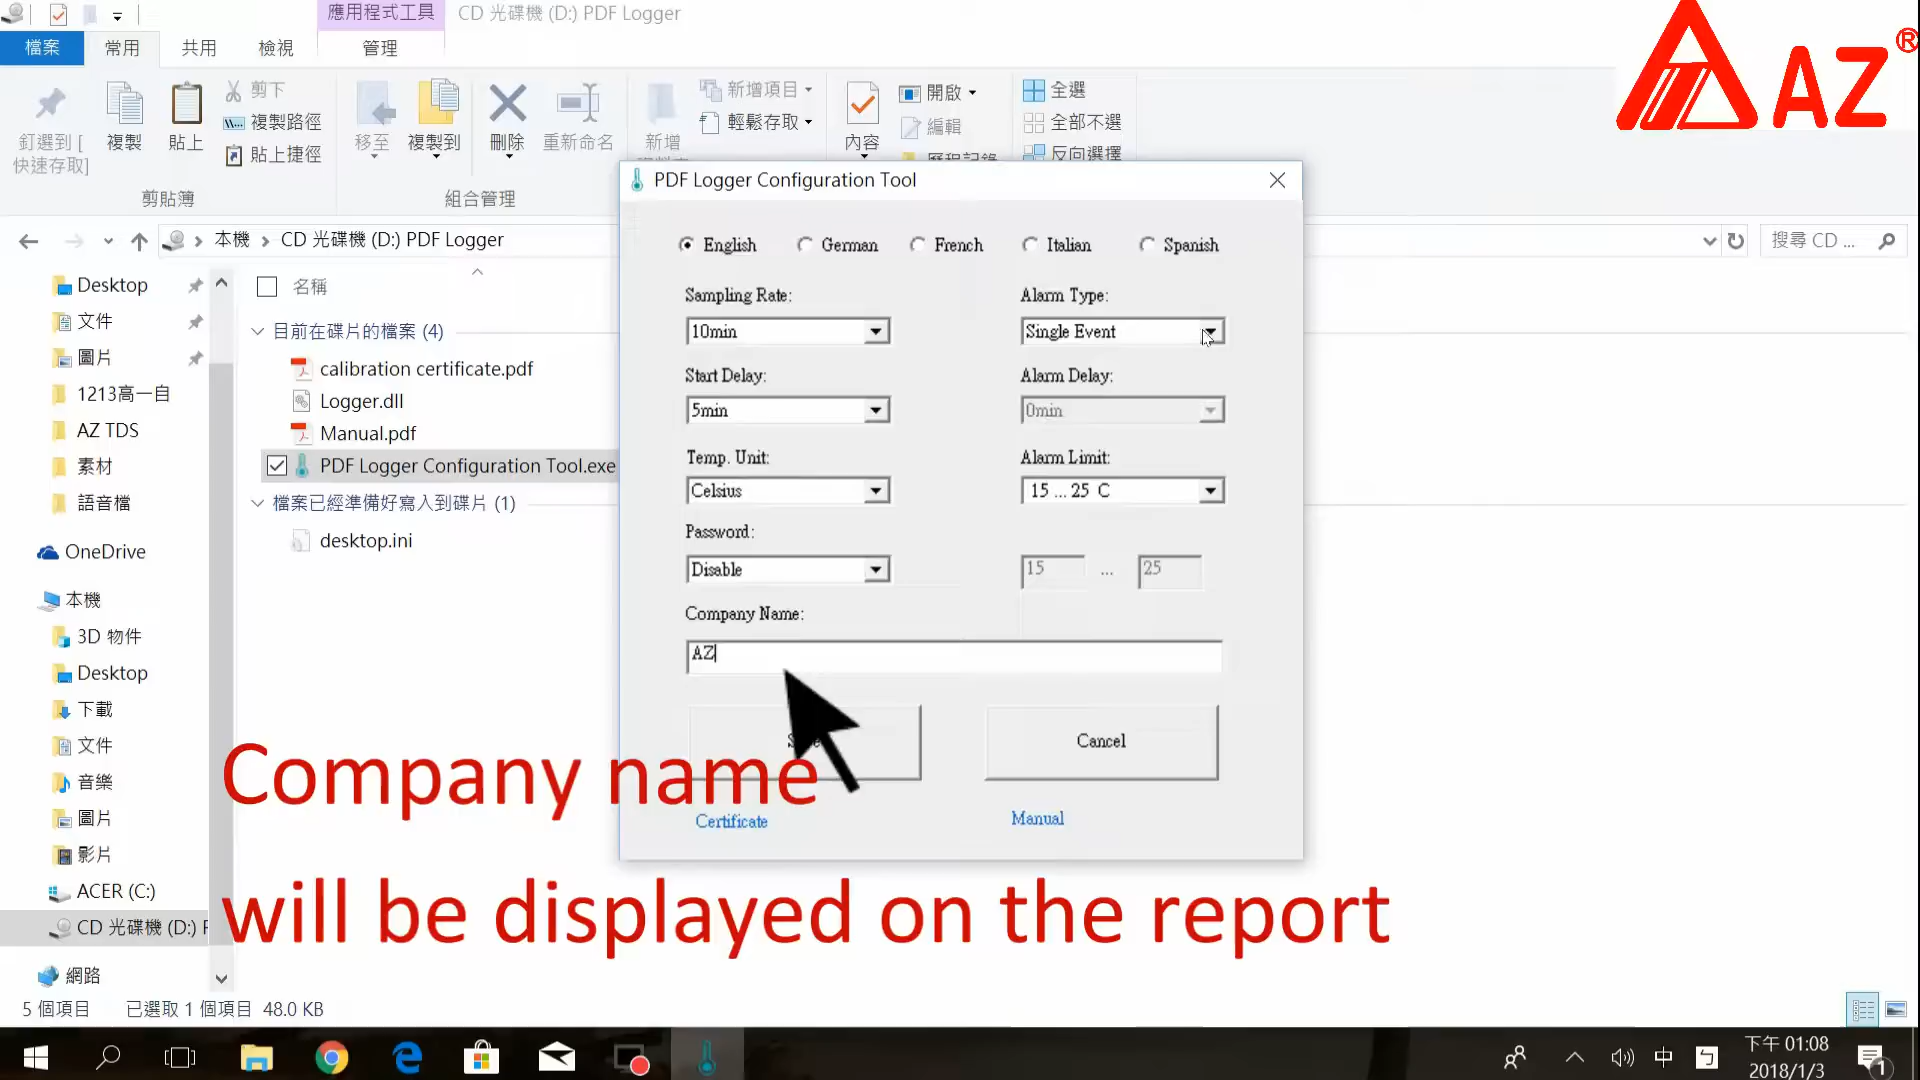 應用程式工具
CD 光碟機 (D:) PDF Logger
檔案
常用
共用
檢視
管理
釘選到 [
快速存取]
複製
貼上
剪下
複製路徑
貼上捷徑
剪貼簿
移至
複製到
刪除
重新命名
組合管理
新增
新增項目
輕鬆存取
內容
開啟
編輯
歷程記錄
全選
全部不選
反向選擇
AZ®
本機
CD 光碟機 (D:) PDF Logger
搜尋 CD ...
Desktop
文件
圖片
1213高一自
AZ TDS
素材
語音檔
OneDrive
本機
3D 物件
Desktop
下載
文件
音樂
圖片
影片
ACER (C:)
CD 光碟機 (D:) P
網路
名稱
目前在碟片的檔案 (4)
calibration certificate.pdf
Logger.dll
Manual.pdf
PDF Logger Configuration Tool.exe
檔案已經準備好寫入到碟片 (1)
desktop.ini
PDF Logger Configuration Tool
English
German
French
Italian
Spanish
Sampling Rate:
10min
Alarm Type:
Single Event
Start Delay:
5min
Alarm Delay:
0min
Temp. Unit:
Celsius
Alarm Limit:
15 ... 25 C
Password:
Disable
15 ... 25
Company Name:
AZ
Cancel
Certificate
Manual
Company name
will be displayed on the report
5 個項目
已選取 1 個項目 48.0 KB
中
下午 01:08
2018/1/3
1